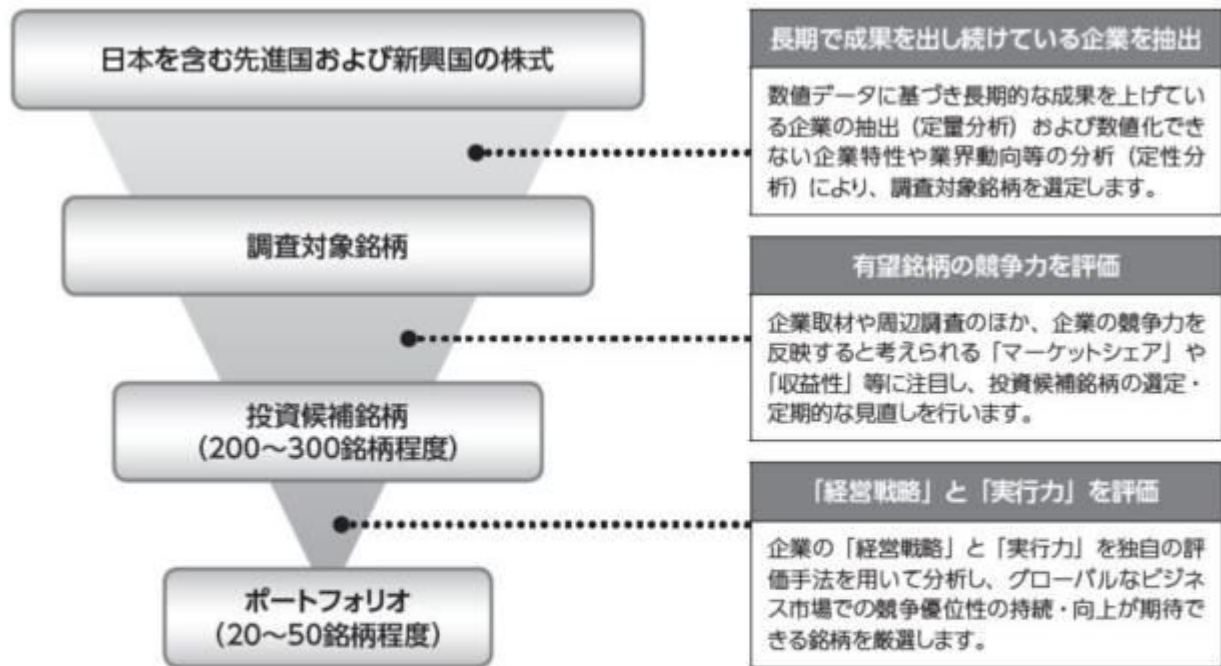 日本を含む先進国および新興国の株式
長期で成果を出し続けている企業を抽出
数値データに基づき長期的な成果を上げてい
る企業の抽出（定量分析）および数値化でき
ない企業特性や業界動向等の分析（定性分
析）により、調査対象銘柄を選定します。
調査対象銘柄
有望銘柄の競争力を評価
企業取材や周辺調査のほか、企業の競争力を
反映すると考えられる「マーケットシェア」や
「収益性」等に注目し、投資候補銘柄の選定・
定期的な見直しを行います。
投資候補銘柄
（200～300銘柄程度）
「経営戦略」と「実行力」を評価
企業の「経営戦略」と「実行力」を独自の評
価手法を用いて分析し、グローバルなビジネ
ス市場での競争優位性の持続・向上が期待で
きる銘柄を厳選します。
ポートフォリオ
（20～50銘柄程度）